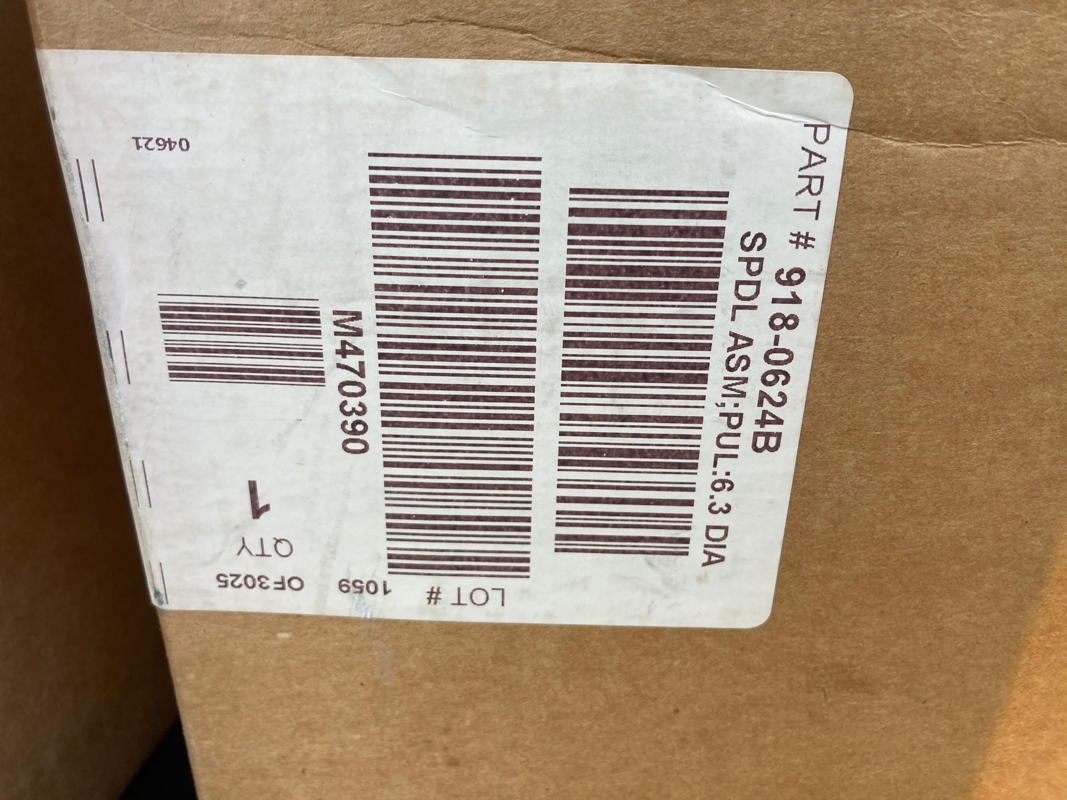 PART # 918-0624B
SPDL ASM;PUL:6.3 DIA
LOT #
M470390
1059
QTY 1
OF3025
04621